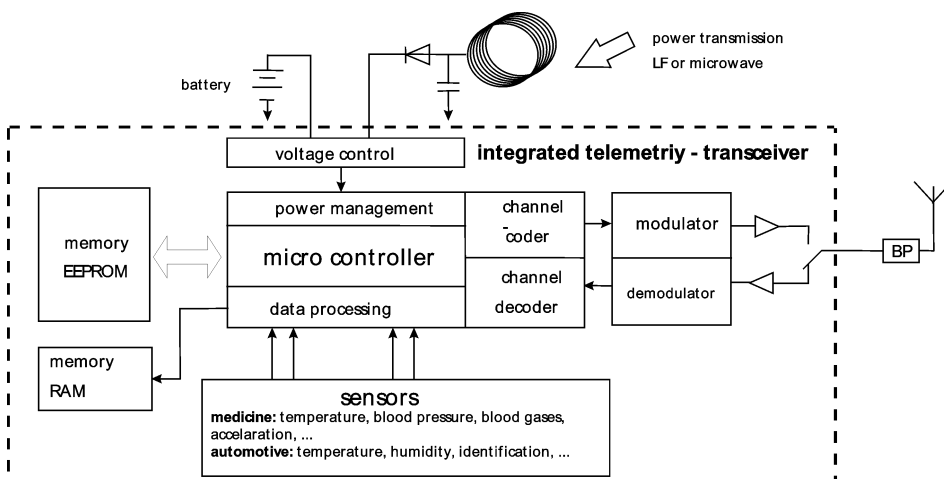 power transmission
LF or microwave
battery
voltage control
integrated telemetriy - transceiver
memory
EEPROM
power management
micro controller
data processing
channel
-coder
channel
decoder
modulator
demodulator
BP
memory
RAM
sensors
medicine: temperature, blood pressure, blood gases,
accelaration, ...
automotive: temperature, humidity, identification, ...